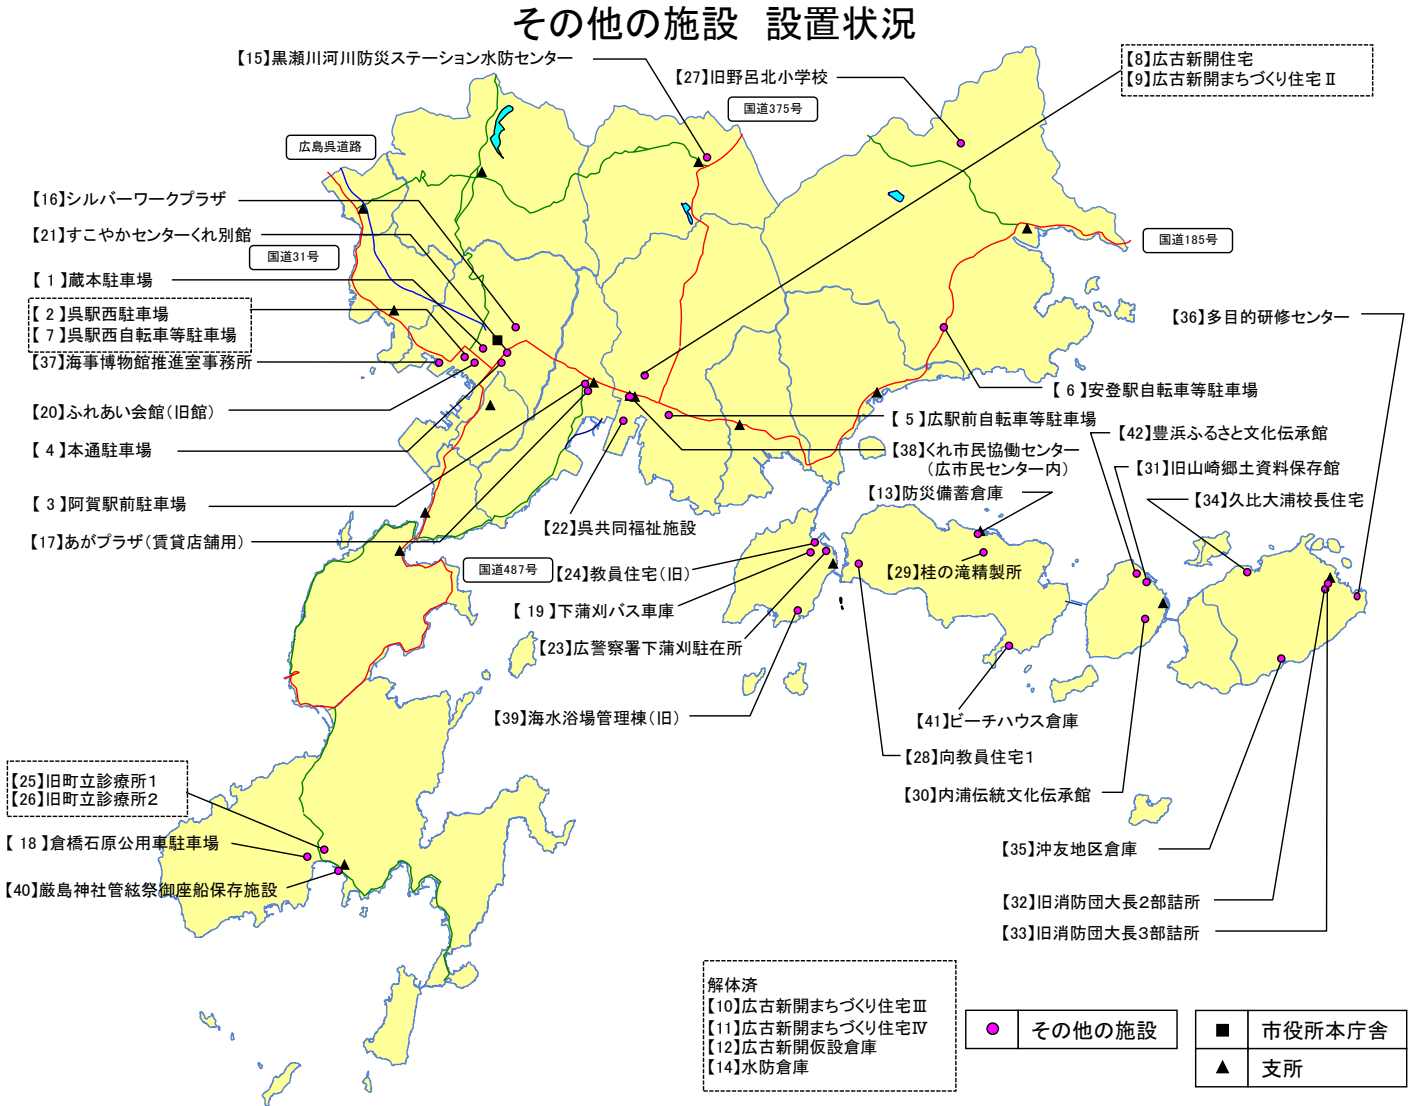 その他の施設 設置状況
【15】黒瀬川河川防災ステーション水防センター
【27】旧野呂北小学校
【8】広古新開住宅
【9】広古新開まちづくり住宅Ⅱ
国道375号
広島呉道路
【16】シルバーワークプラザ
【21】すこやかセンターくれ別館
国道31号
国道185号
【 1 】蔵本駐車場
【 2 】呉駅西駐車場
【 7 】呉駅西自転車等駐車場
【37】海事博物館推進室事務所
【20】ふれあい会館(旧館)
【 4 】本通駐車場
【 3 】阿賀駅前駐車場
【17】あがプラザ(賃貸店舗用)
【36】多目的研修センター
【 6 】安登駅自転車等駐車場
【 5 】広駅前自転車等駐車場
【42】豊浜ふるさと文化伝承館
【38】くれ市民協働センター
(広市民センター内)
【31】旧山崎郷土資料保存館
【13】防災備蓄倉庫
【34】久比大浦校長住宅
【22】呉共同福祉施設
国道487号
【24】教員住宅(旧)
【29】桂の滝精製所
【 19 】下蒲刈バス車庫
【23】広警察署下蒲刈駐在所
【39】海水浴場管理棟(旧)
【41】ビーチハウス倉庫
【28】向教員住宅1
【30】内浦伝統文化伝承館
【25】旧町立診療所1
【26】旧町立診療所2
【 18 】倉橋石原公用車駐車場
【40】厳島神社管絃祭御座船保存施設
【35】沖友地区倉庫
【32】旧消防団大長2部詰所
【33】旧消防団大長3部詰所
解体済
【10】広古新開まちづくり住宅Ⅲ
【11】広古新開まちづくり住宅Ⅳ
【12】広古新開仮設倉庫
【14】水防倉庫
その他の施設
市役所本庁舎
支所